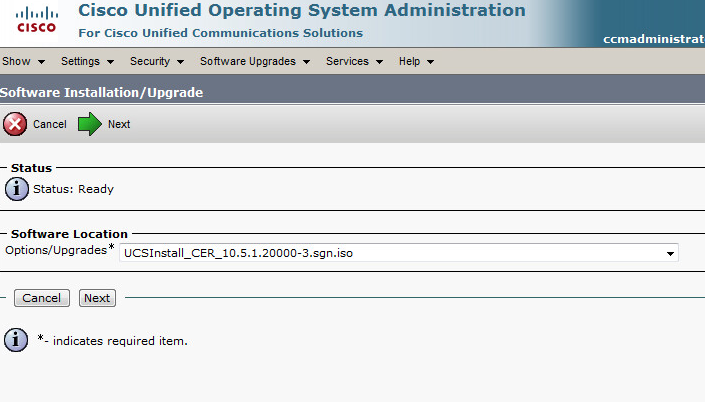 Cisco Unified Operating System Administration
CISCO
For Cisco Unified Communications Solutions
ccmadministrat
Show Settings Security Software Upgrades Services Help
Software Installation/Upgrade
Cancel Next
Status
Status: Ready
Software Location
Options/Upgrades* UCSInstall_CER_10.5.1.20000-3.sgn.iso
Cancel Next
*- indicates required item.